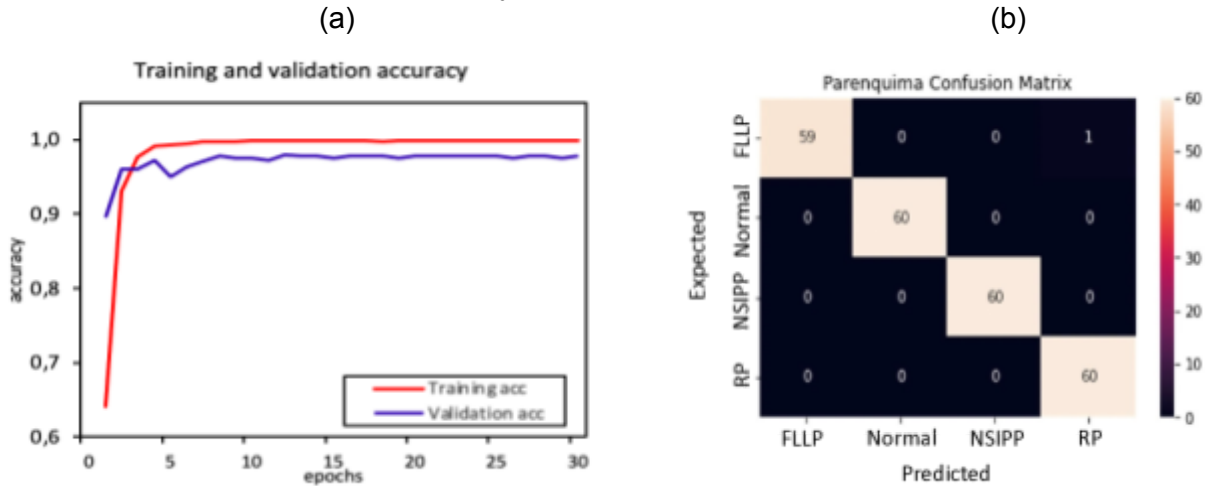 (a)
Training and validation accuracy
1,0
0,9
0,8
0,7
0,6
accuracy
0 5 10 15 20 25 30
epochs
Training acc
Validation acc
(b)
Parenquima Confusion Matrix
FLLP 59 0 0 1
Normal 0 60 0 0
NSIPP 0 0 60 0
RP 0 0 0 60
Expected
FLLP Normal NSIPP RP
Predicted
60
50
40
30
20
10
0